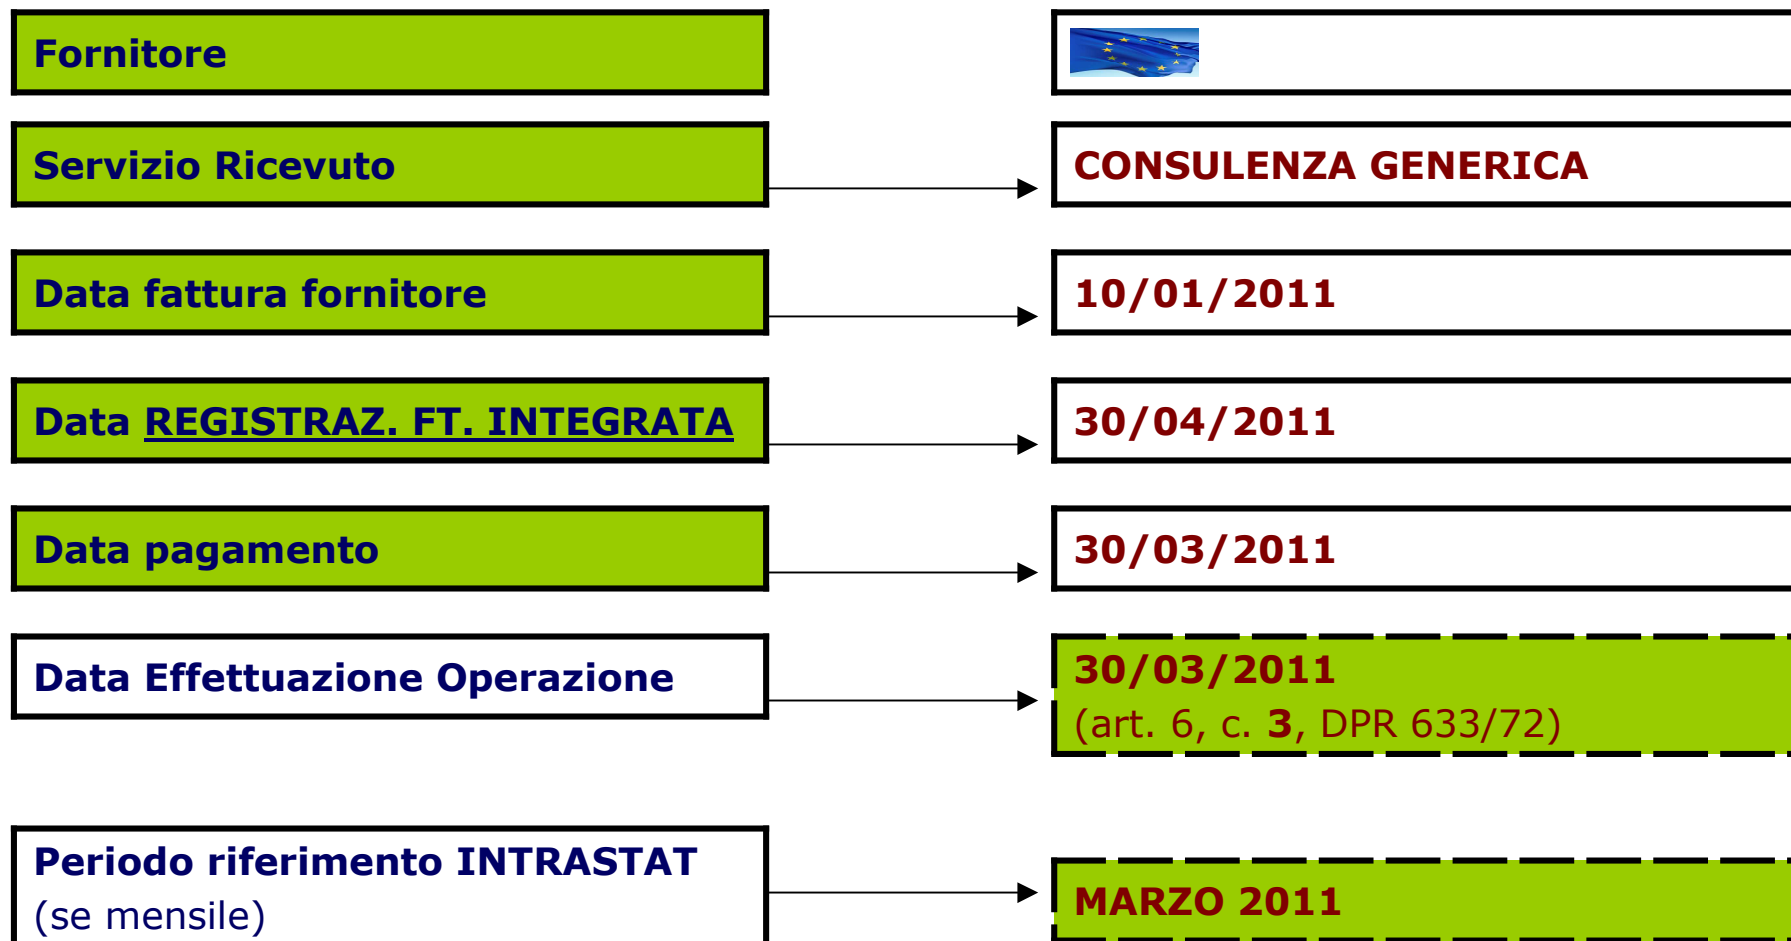 Fornitore
Servizio Ricevuto
CONSULENZA GENERICA
Data fattura fornitore
10/01/2011
Data REGISTRAZ. FT. INTEGRATA
30/04/2011
Data pagamento
30/03/2011
Data Effettuazione Operazione
30/03/2011
(art. 6, c. 3, DPR 633/72)
Periodo riferimento INTRASTAT
(se mensile)
MARZO 2011